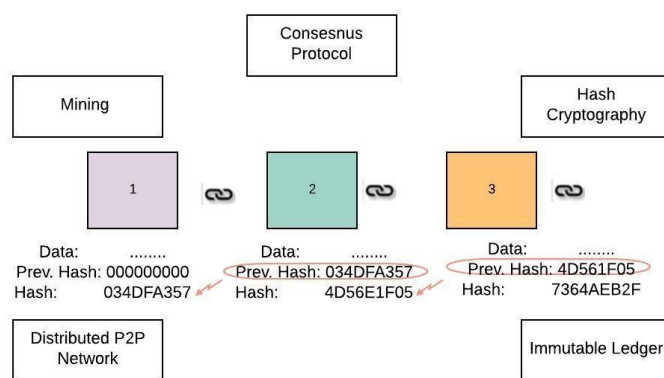 Consesnus
Protocol
Mining
Hash
Cryptography
1
2
3
Data: ........
Prev. Hash: 000000000
Hash: 034DFA357
Data: ........
Prev. Hash: 034DFA357
Hash: 4D56E1F05
Data: ........
Prev. Hash: 4D561F05
Hash: 7364AEB2F
Distributed P2P
Network
Immutable Ledger